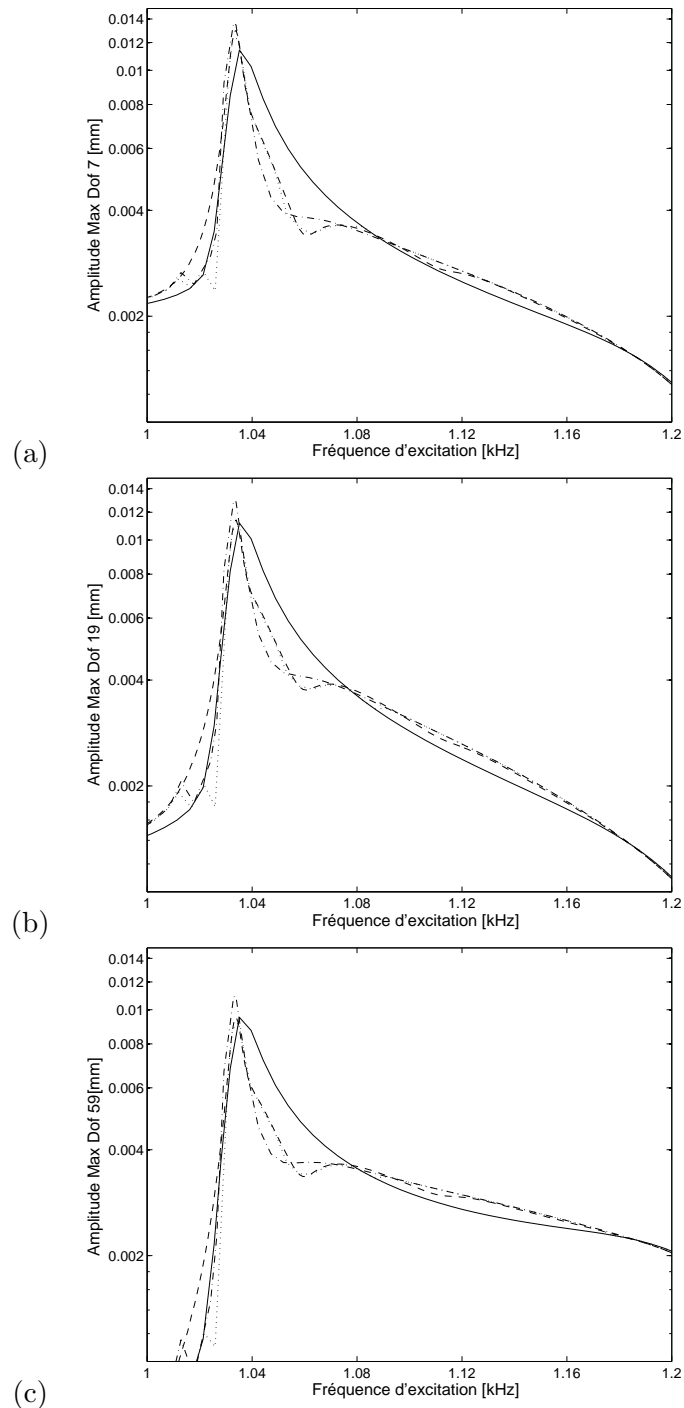 0.014
0.012
0.01
0.008
0.006
0.004
0.002
Amplitude Max Dof 7 [mm]
1 1.04 1.08 1.12 1.16 1.2
Fréquence d'excitation [kHz]
(a)
0.014
0.012
0.01
0.008
0.006
0.004
0.002
Amplitude Max Dof 19 [mm]
1 1.04 1.08 1.12 1.16 1.2
Fréquence d'excitation [kHz]
(b)
0.014
0.012
0.01
0.008
0.006
0.004
0.002
Amplitude Max Dof 59[mm]
1 1.04 1.08 1.12 1.16 1.2
Fréquence d'excitation [kHz]
(c)